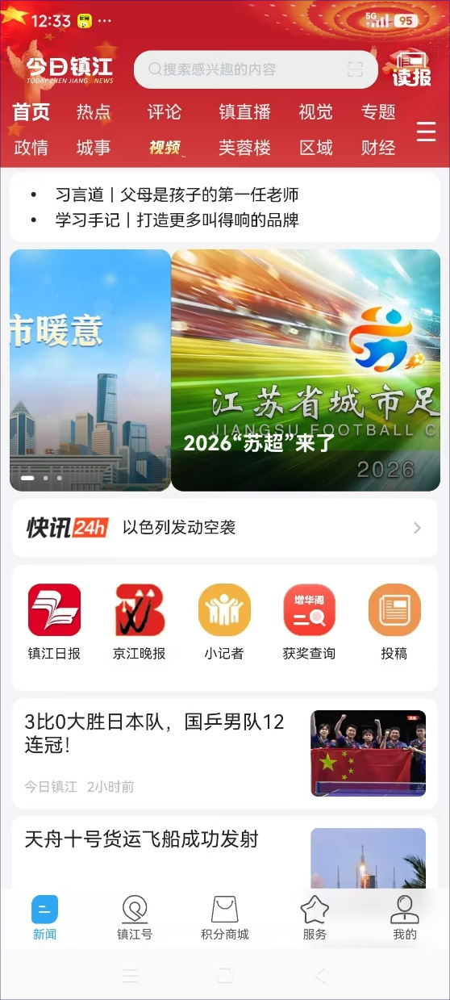 12:33
5G
95
今日镇江
TODAY ZHEN JIANG NEWS
搜索感兴趣的内容
读报
首页 热点 评论 镇直播 视觉 专题
政情 城事 视频 芙蓉楼 区域 财经
• 习言道｜父母是孩子的第一任老师
• 学习手记｜打造更多叫得响的品牌
市暖意
江苏省城市足
JIANGSU FOOTBALL C
2026“苏超”来了
2026
快讯24h 以色列发动空袭
增华阁
镇江日报 京江晚报 小记者 获奖查询 投稿
3比0大胜日本队，国乒男队12
连冠！
今日镇江 2小时前
天舟十号货运飞船成功发射
新闻 镇江号 积分商城 服务 我的